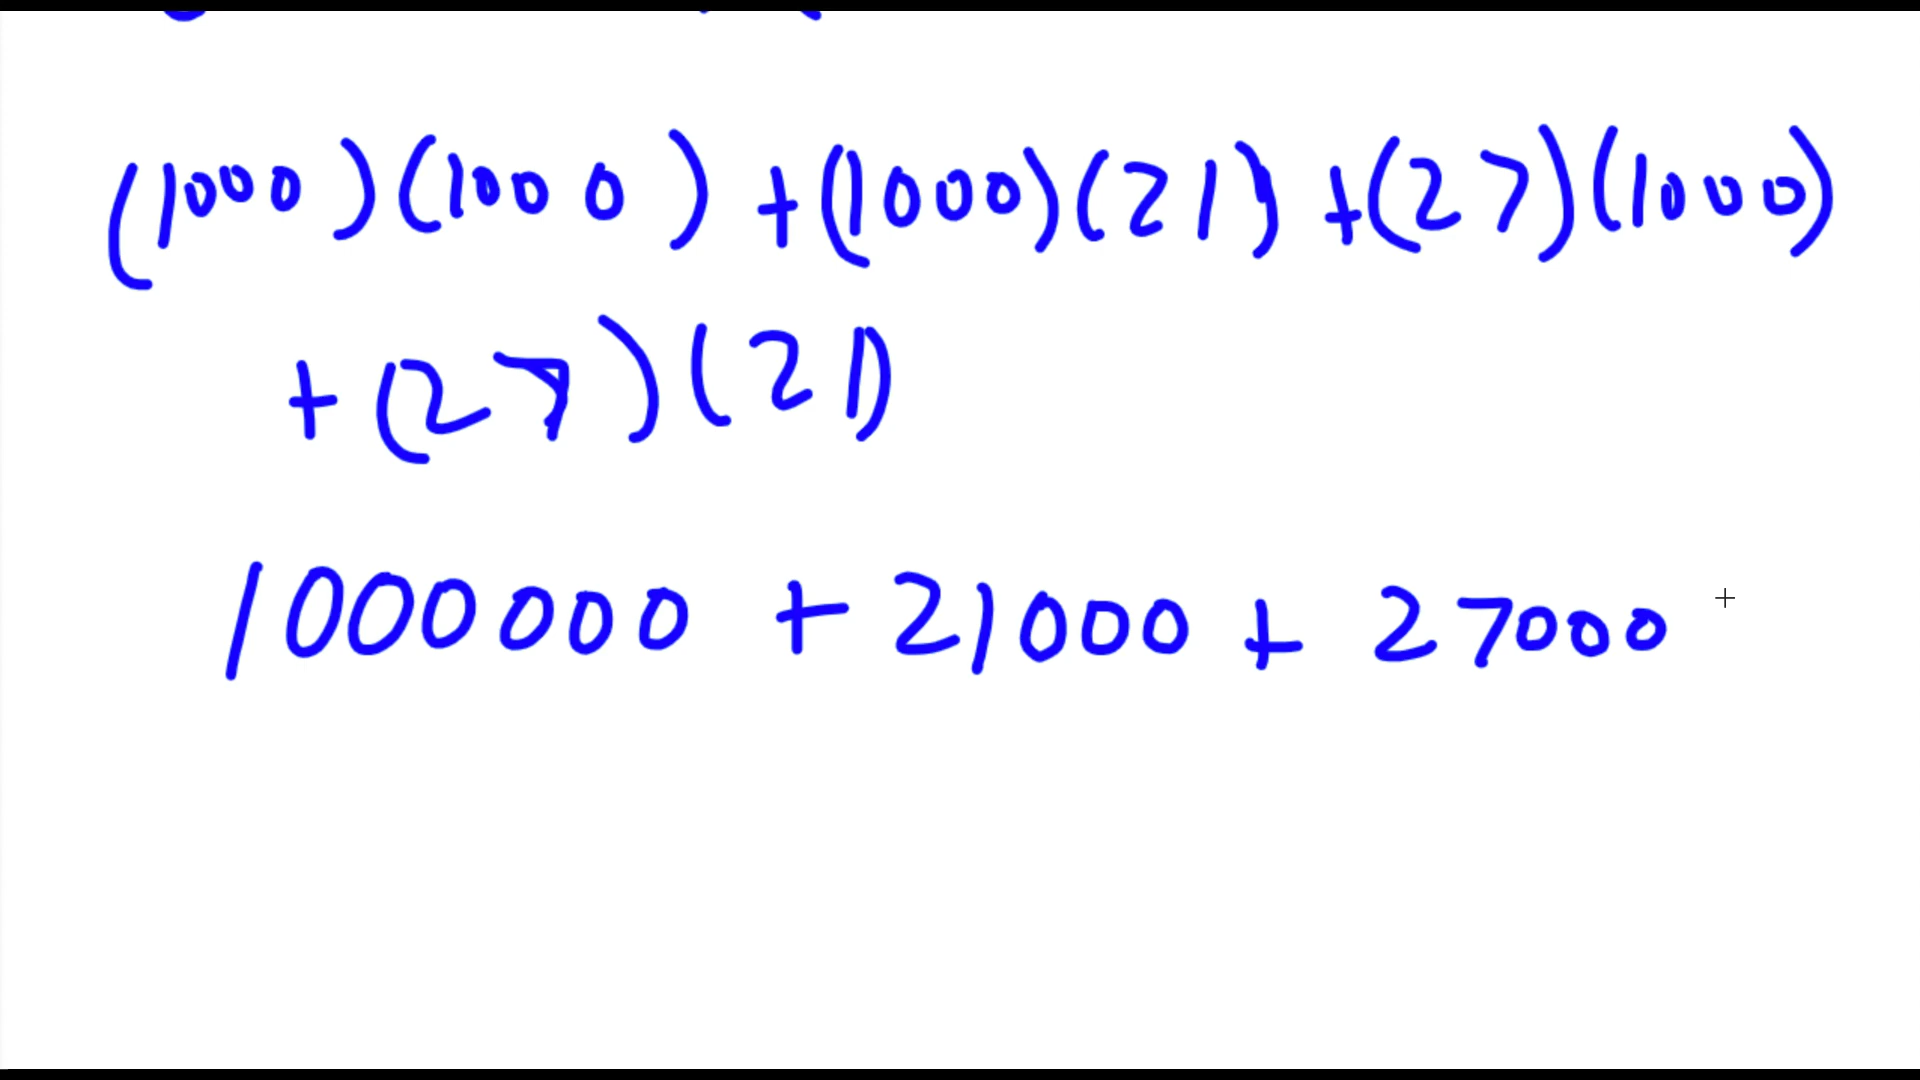 (1000)(1000) + (1000)(21) + (27)(1000)
+ (27)(21)
1000000 + 21000 + 27000